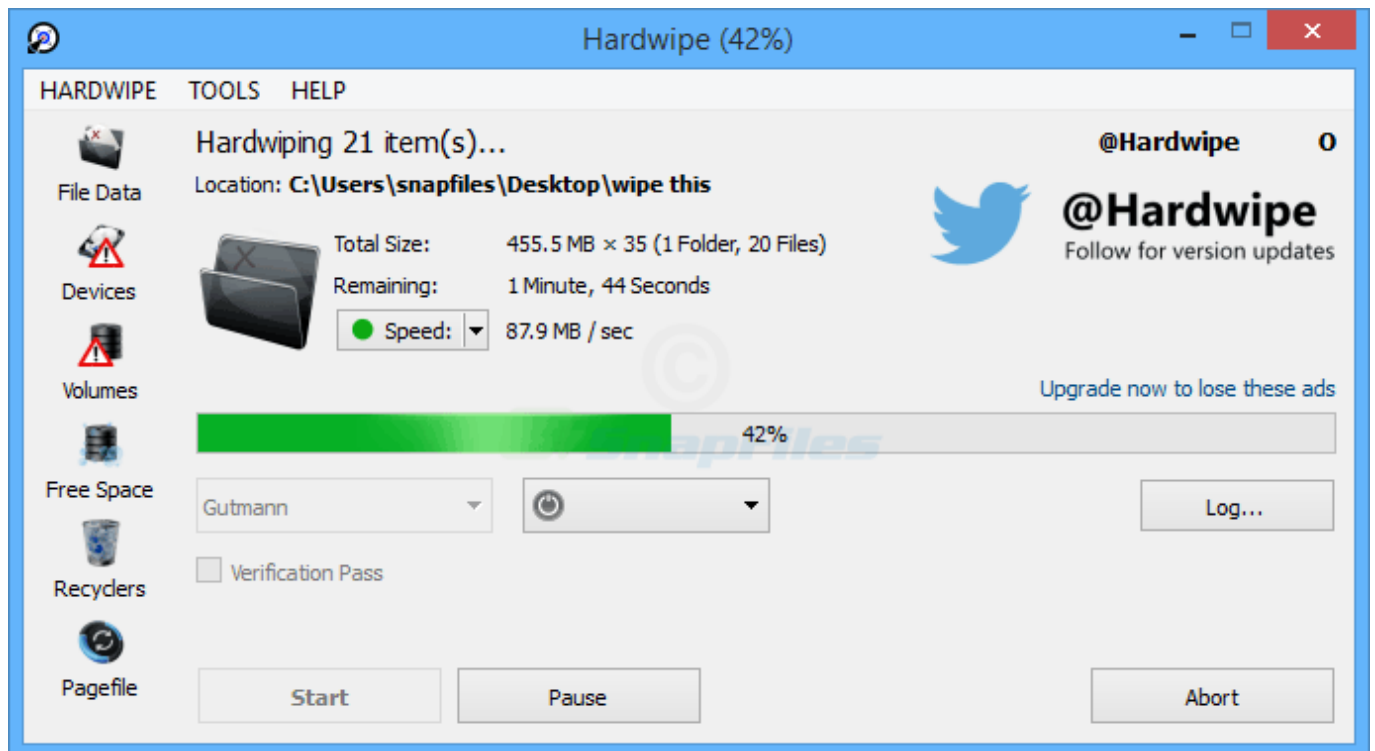 Hardwipe (42%)
HARDWIPE TOOLS HELP
File Data
Devices
Volumes
Free Space
Recyclers
Pagefile
Hardwiping 21 item(s)...
Location: C:\Users\snapfiles\Desktop\wipe this
Total Size: 455.5 MB × 35 (1 Folder, 20 Files)
Remaining: 1 Minute, 44 Seconds
Speed: 87.9 MB / sec
@Hardwipe 0
@Hardwipe
Follow for version updates
Upgrade now to lose these ads
42%
©
Snapfiles
Gutmann
Log...
Verification Pass
Start Pause Abort